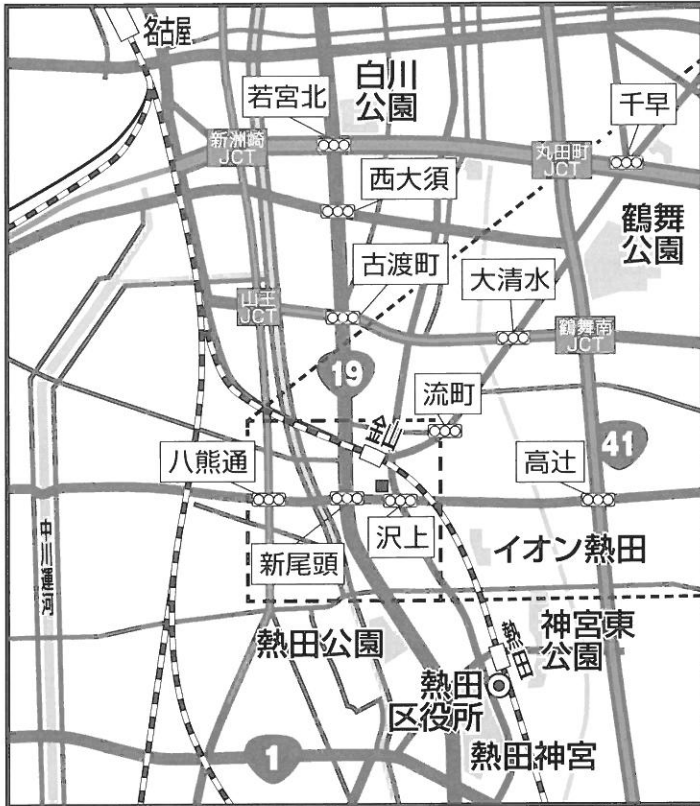 名古屋
白川
公園
若宮北
千早
新洲崎
JCT
丸田町
JCT
西大須
鶴舞
公園
古渡町
大清水
山王
JCT
鶴舞南
JCT
19
流町
金山
41
八熊通
高辻
沢上
新尾頭
イオン熱田
中川運河
熱田公園
熱田
神宮東
公園
熱田
区役所
熱田神宮
1